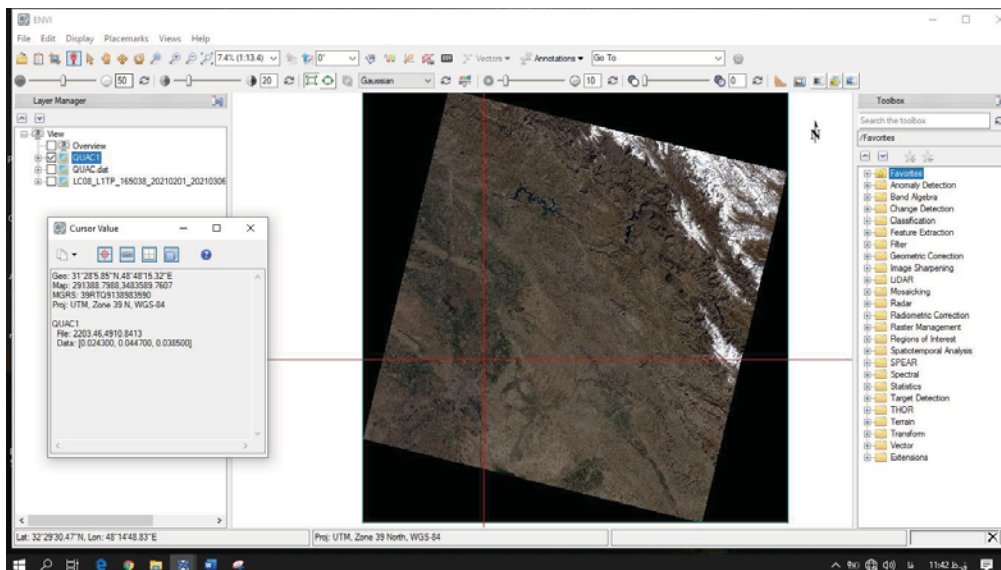 ENVI
File Edit Display Placemarks Views Help
7.4% (1:13.4) 0° Vectors Annotations Go To
50 20 Gaussian 10 0
Layer Manager
View
Overview
QUAC1
QUAC.dat
LC08_L1TP_165038_20210201_20210306
Cursor Value
Geo: 31°28'5.85"N,48°48'15.32"E
Map: 291388.7988,3483589.7607
MGRS: 39RTQ9138983590
Proj: UTM, Zone 39 N, WGS-84
QUAC1
File: 2203.46,4910.8413
Data: [0.024300, 0.044700, 0.038500]
N
Toolbox
Search the toolbox
/Favorites
Favorites
Anomaly Detection
Band Algebra
Change Detection
Classification
Feature Extraction
Filter
Geometric Correction
Image Sharpening
LiDAR
Mosaicking
Radar
Radiometric Correction
Raster Management
Regions of Interest
Spatiotemporal Analysis
SPEAR
Spectral
Statistics
Target Detection
THOR
Terrain
Transform
Vector
Extensions
Lat: 32°29'30.47"N, Lon: 48°14'48.83"E
Proj: UTM, Zone 39 North, WGS-84
فا 11:42 ق.ظ